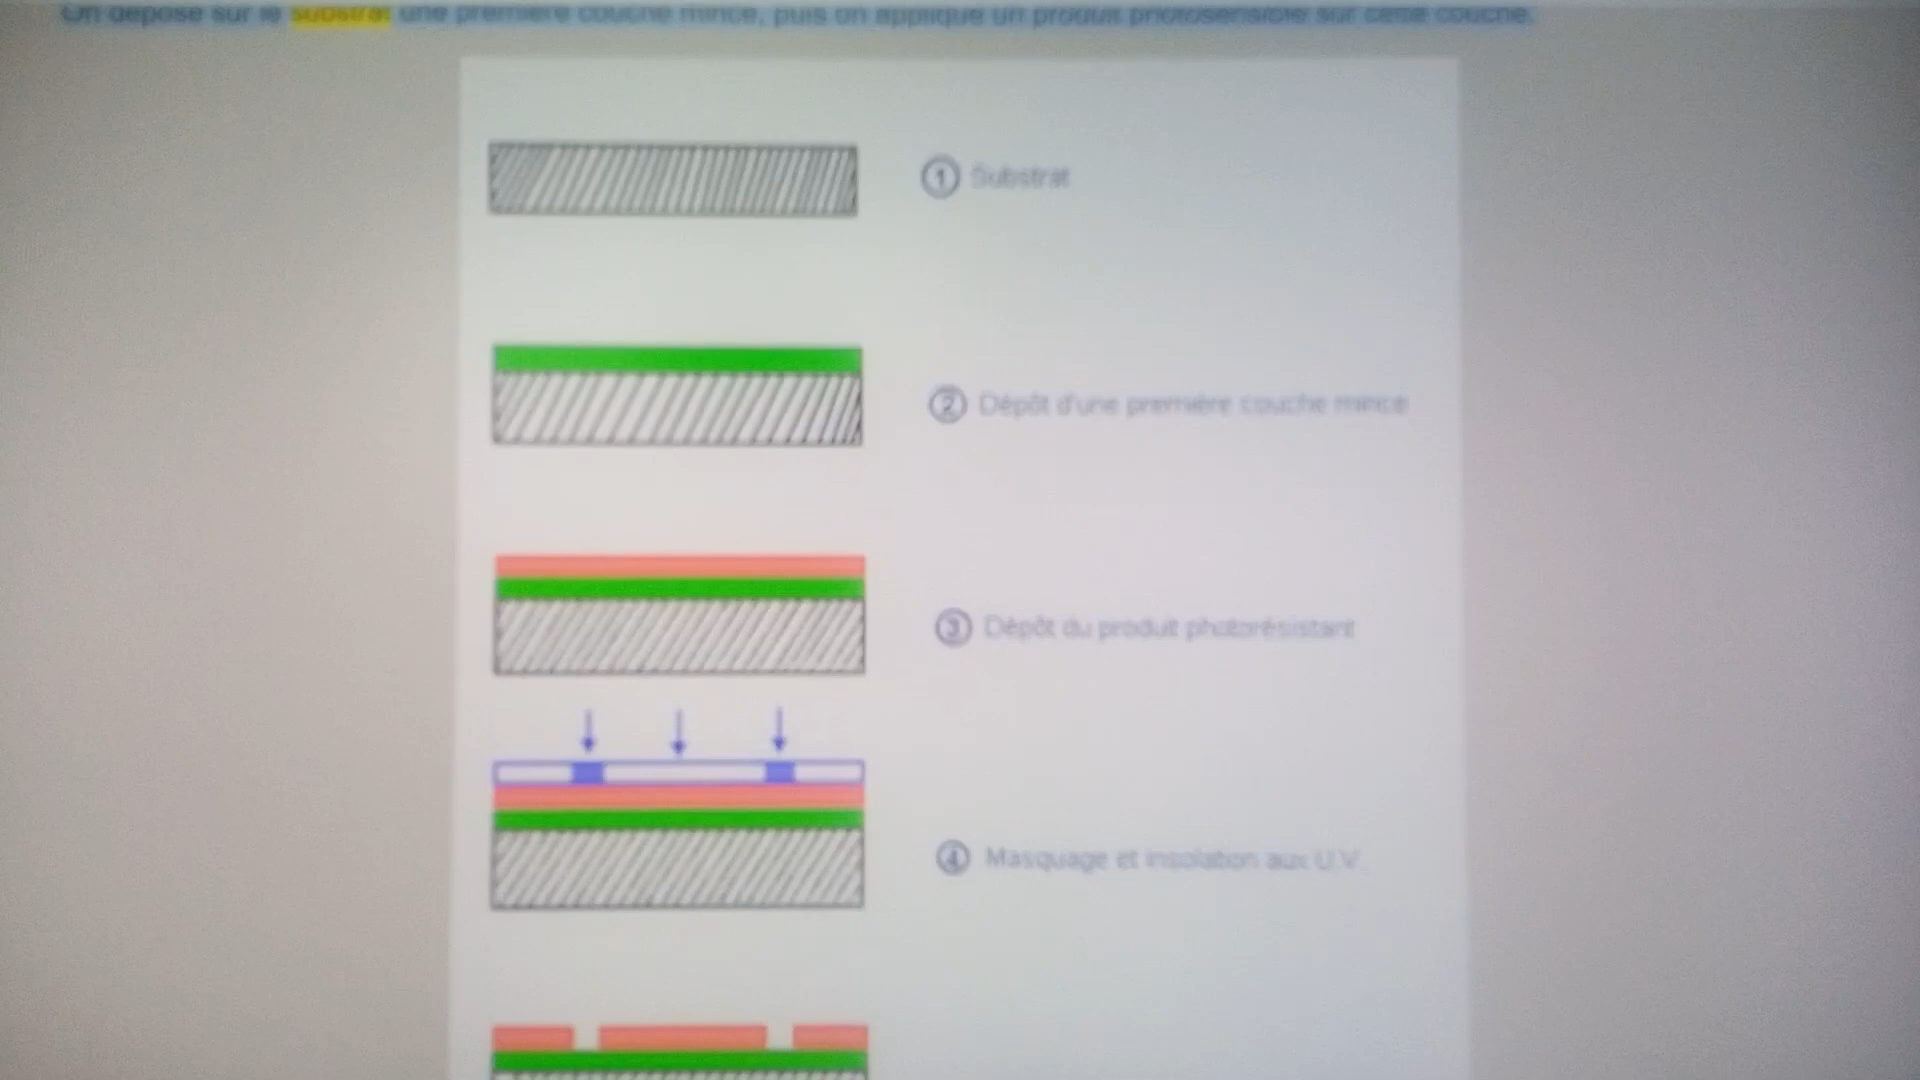 On dépose sur le substrat une première couche mince, puis on applique un produit photosensible sur cette couche.
1 Substrat
2 Dépôt d'une première couche mince
3 Dépôt du produit photorésistant
4 Masquage et insolation aux U.V.